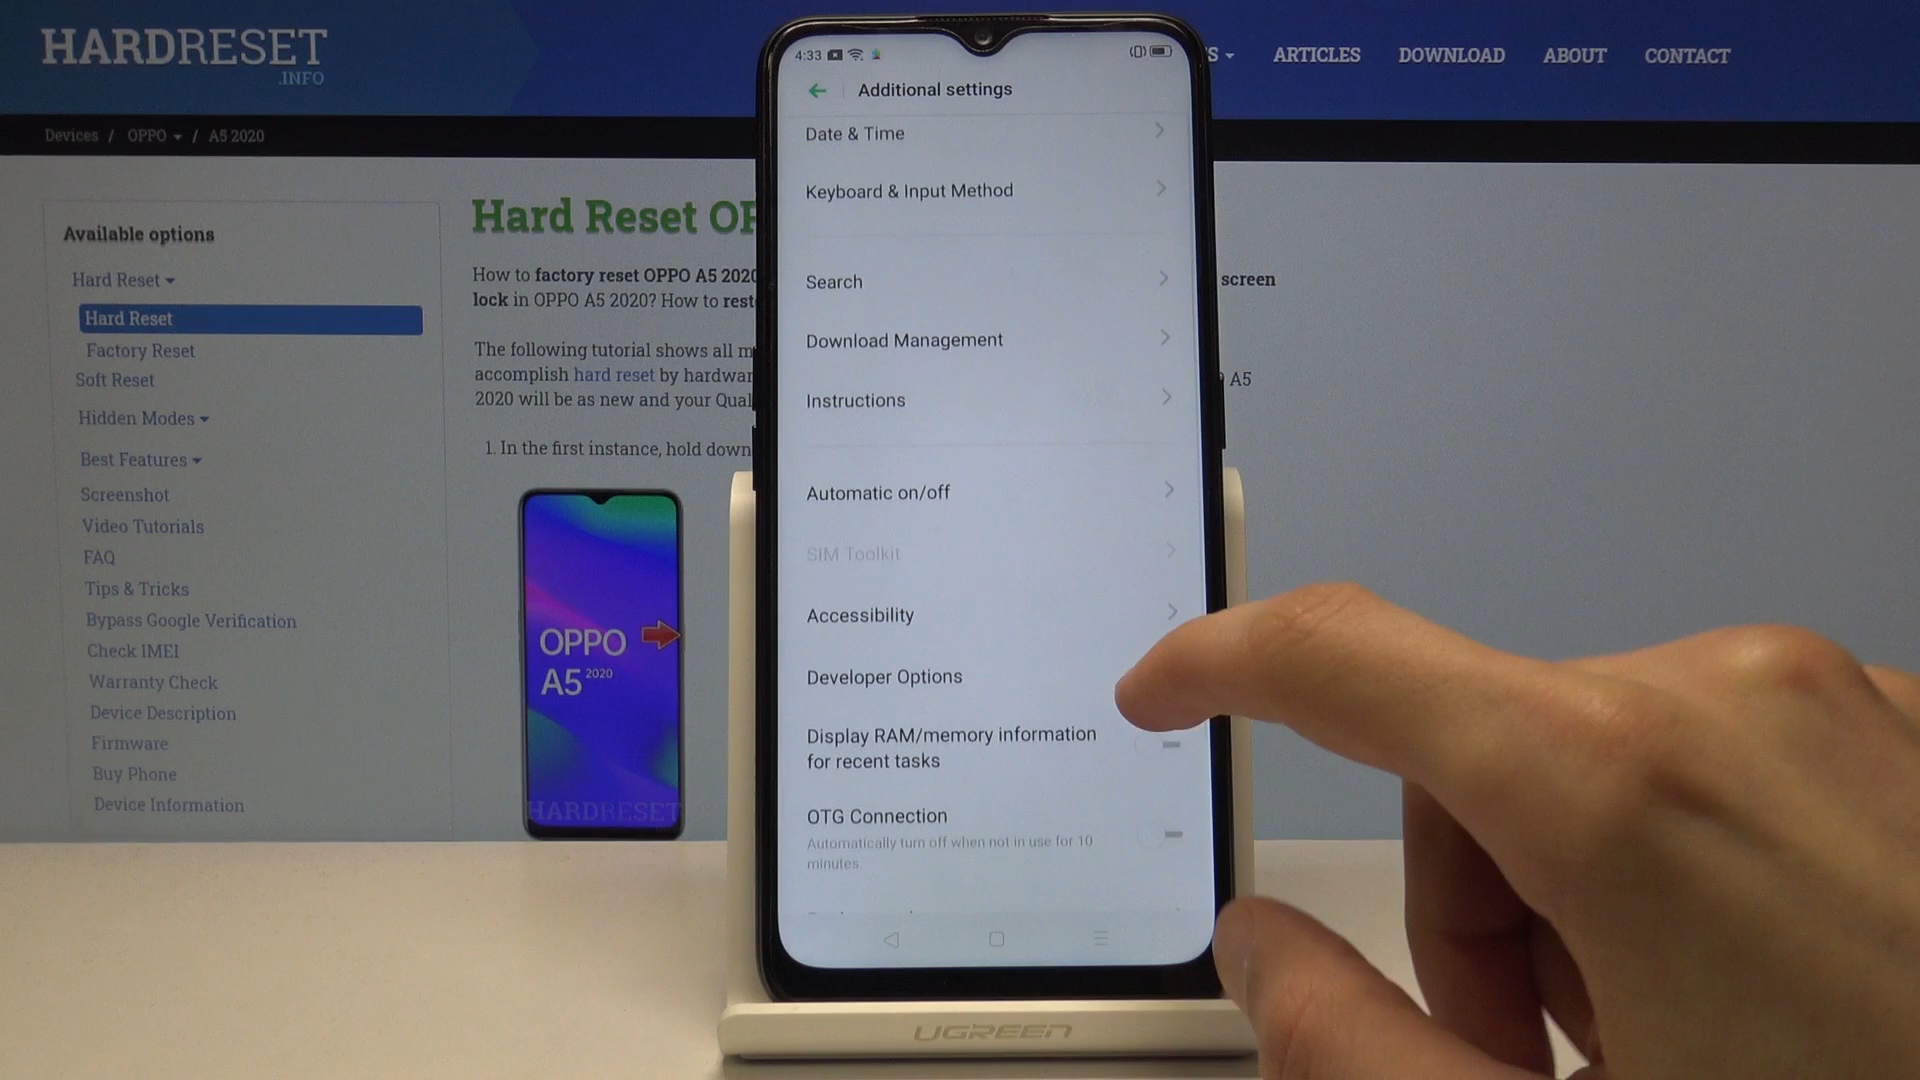 HARDRESET
.INFO
S
ARTICLES
DOWNLOAD
ABOUT
CONTACT
Devices / OPPO / A5 2020
Available options
Hard Reset
Hard Reset
Factory Reset
Soft Reset
Hidden Modes
Best Features
Screenshot
Video Tutorials
FAQ
Tips & Tricks
Bypass Google Verification
Check IMEI
Warranty Check
Device Description
Firmware
Buy Phone
Device Information
Hard Reset OP
How to factory reset OPPO A5 2020
screen
lock in OPPO A5 2020? How to rest
The following tutorial shows all m
accomplish hard reset by hardwar
A5
2020 will be as new and your Qual
1. In the first instance, hold down
OPPO
A5 2020
HARDRESET
4:33
Additional settings
Date & Time
Keyboard & Input Method
Search
Download Management
Instructions
Automatic on/off
SIM Toolkit
Accessibility
Developer Options
Display RAM/memory information
for recent tasks
OTG Connection
Automatically turn off when not in use for 10
minutes
UGREEN